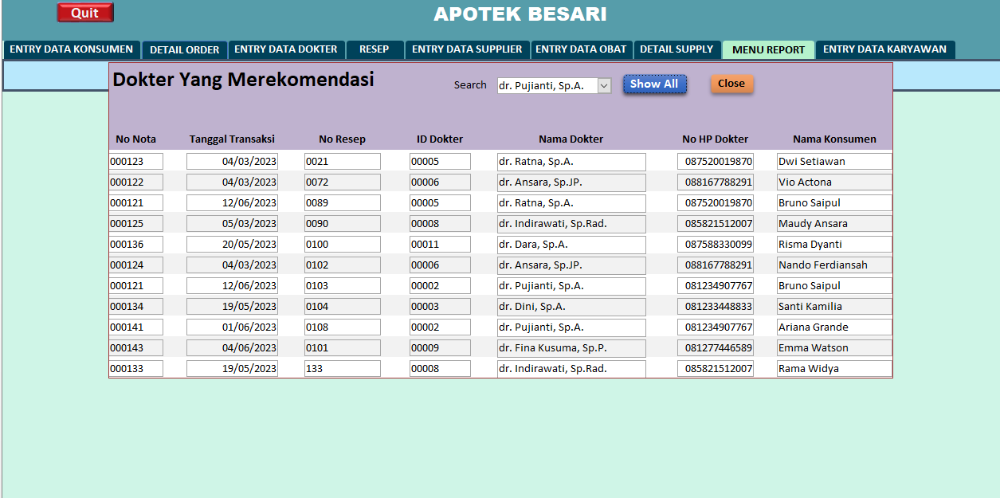 Quit
APOTEK BESARI
ENTRY DATA KONSUMEN DETAIL ORDER ENTRY DATA DOKTER RESEP ENTRY DATA SUPPLIER ENTRY DATA OBAT DETAIL SUPPLY MENU REPORT ENTRY DATA KARYAWAN
Dokter Yang Merekomendasi
Search dr. Pujianti, Sp.A. Show All Close
No Nota Tanggal Transaksi No Resep ID Dokter Nama Dokter No HP Dokter Nama Konsumen
000123 04/03/2023 0021 00005 dr. Ratna, Sp.A. 087520019870 Dwi Setiawan
000122 04/03/2023 0072 00006 dr. Ansara, Sp.JP. 088167788291 Vio Actona
000121 12/06/2023 0089 00005 dr. Ratna, Sp.A. 087520019870 Bruno Saipul
000125 05/03/2023 0090 00008 dr. Indirawati, Sp.Rad. 085821512007 Maudy Ansara
000136 20/05/2023 0100 00011 dr. Dara, Sp.A. 087588330099 Risma Dyanti
000124 04/03/2023 0102 00006 dr. Ansara, Sp.JP. 088167788291 Nando Ferdiansah
000121 12/06/2023 0103 00002 dr. Pujianti, Sp.A. 081234907767 Bruno Saipul
000134 19/05/2023 0104 00003 dr. Dini, Sp.A. 081233448833 Santi Kamilia
000141 01/06/2023 0108 00002 dr. Pujianti, Sp.A. 081234907767 Ariana Grande
000143 04/06/2023 0101 00009 dr. Fina Kusuma, Sp.P. 081277446589 Emma Watson
000133 19/05/2023 133 00008 dr. Indirawati, Sp.Rad. 085821512007 Rama Widya